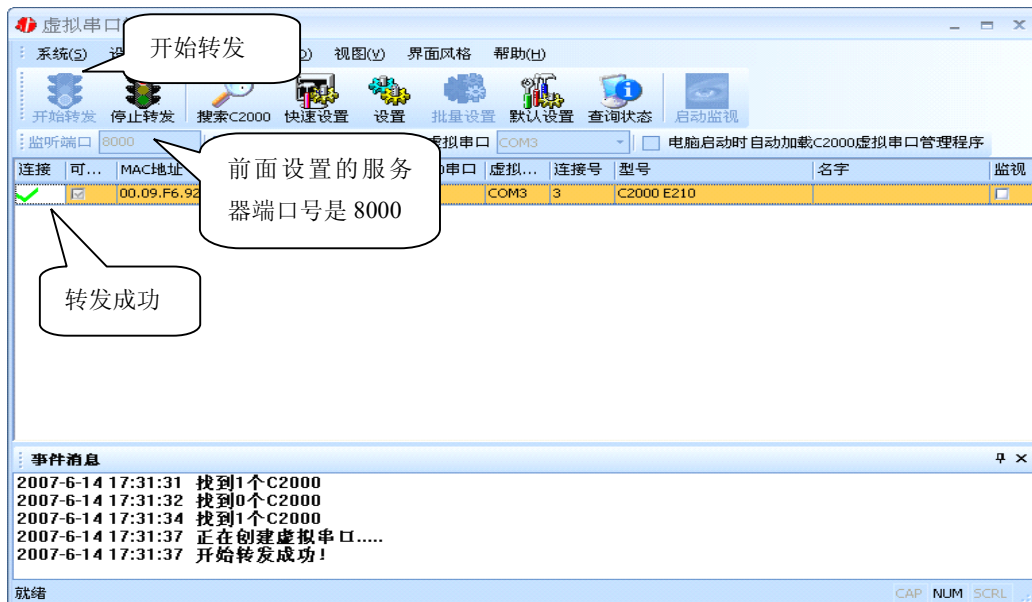 虚拟串口
系统(S) 视图(V) 界面风格 帮助(H)
开始转发
开始转发 停止转发 搜索C2000 快速设置 设置 批量设置 默认设置 查询状态 启动监视
监听端口 8000 虚拟串口 COM3 电脑启动时自动加载C2000虚拟串口管理程序
连接 可... MAC地址 串口 虚拟... 连接号 型号 名字 监视
00.09.F6.92 COM3 3 C2000 E210
前面设置的服务
器端口号是 8000
转发成功
事件消息
2007-6-14 17:31:31 找到1个C2000
2007-6-14 17:31:32 找到0个C2000
2007-6-14 17:31:34 找到1个C2000
2007-6-14 17:31:37 正在创建虚拟串口.....
2007-6-14 17:31:37 开始转发成功!
就绪 CAP NUM SCRL